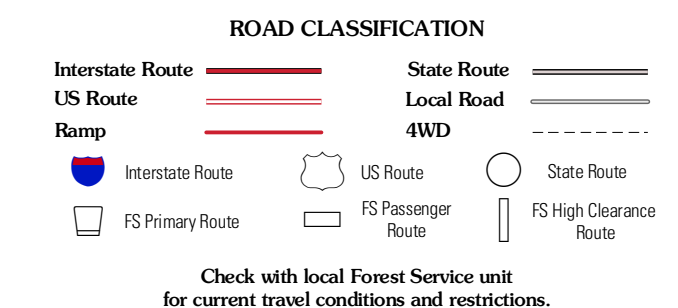 ROAD CLASSIFICATION
Interstate Route
State Route
US Route
Local Road
Ramp
4WD
Interstate Route
US Route
State Route
FS Primary Route
FS Passenger
Route
FS High Clearance
Route
Check with local Forest Service unit
for current travel conditions and restrictions.